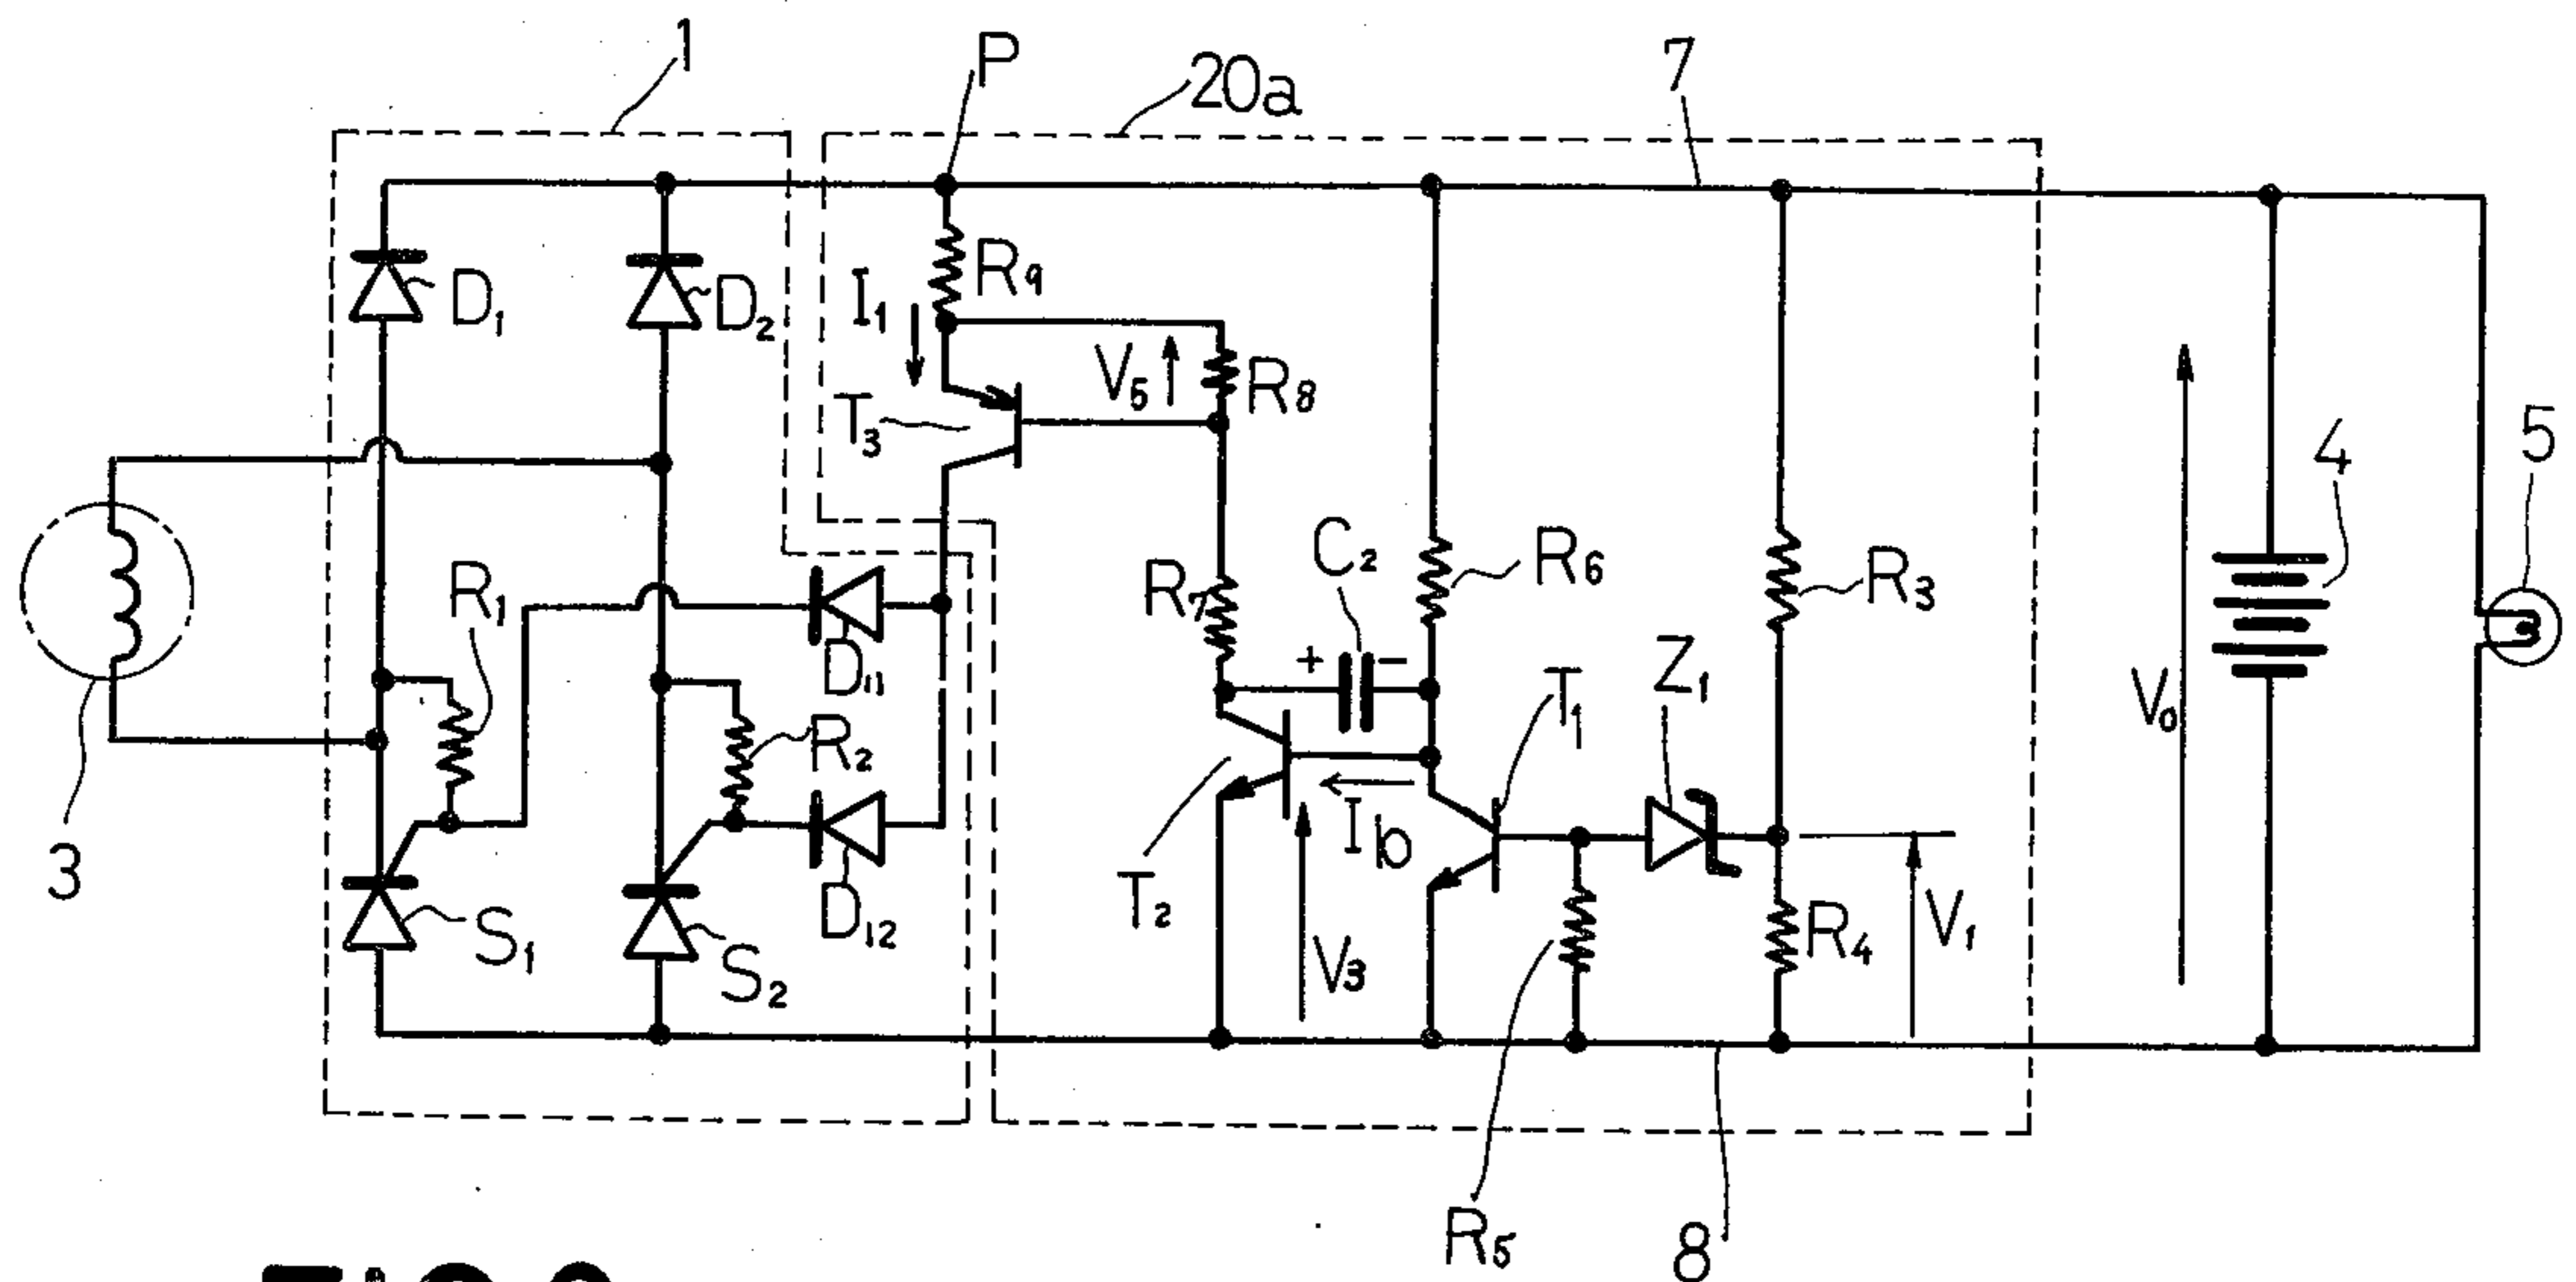 1
P
20a
7
D1
D2
I1
R9
V5
R8
T3
4
5
R1
D11
R7
C2
+
−
R6
R3
3
R2
D12
T2
Ib
T1
Z1
V0
S1
S2
V3
R4
V1
R5
8